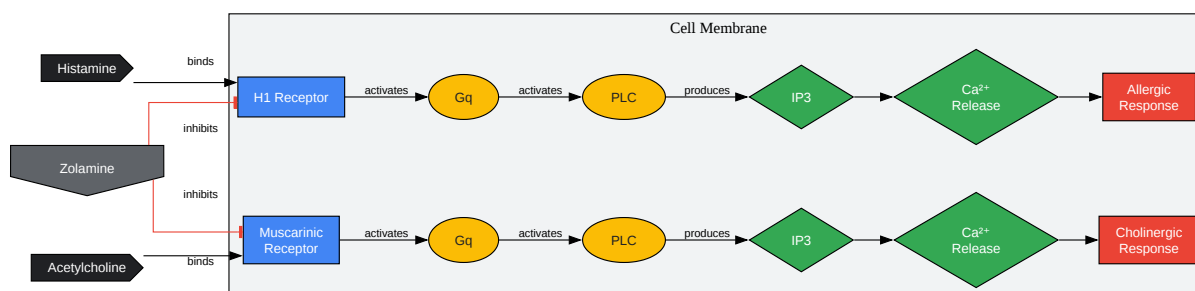 Cell Membrane
Histamine
binds
H1 Receptor
activates
Gq
activates
PLC
produces
IP3
Ca²⁺
Release
Allergic
Response
inhibits
Zolamine
inhibits
Muscarinic
Receptor
activates
Gq
activates
PLC
produces
IP3
Ca²⁺
Release
Cholinergic
Response
Acetylcholine
binds